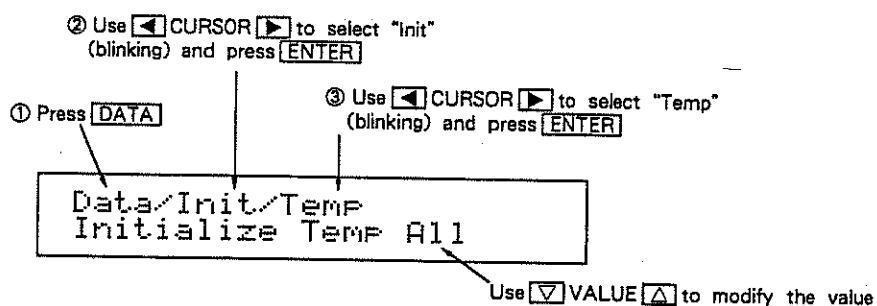 ② Use ◀ CURSOR ▶ to select "Init"
(blinking) and press ENTER
③ Use ◀ CURSOR ▶ to select "Temp"
① Press DATA
(blinking) and press ENTER
Data/Init/Temp
Initialize Temp All
Use ▽ VALUE △ to modify the value